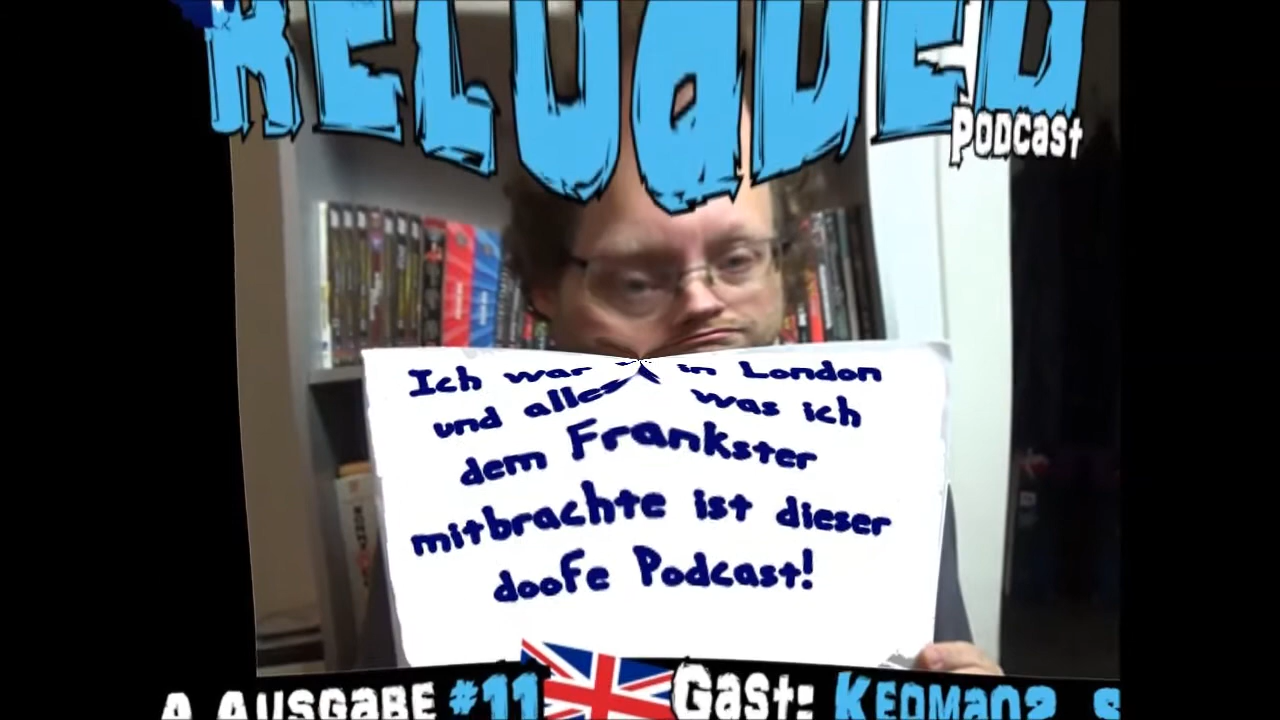 RELOADED
PODCAST
Ich war in London
und alles was ich
dem Frankster
mitbrachte ist dieser
doofe Podcast!
A AUSGABE #11 GAST: